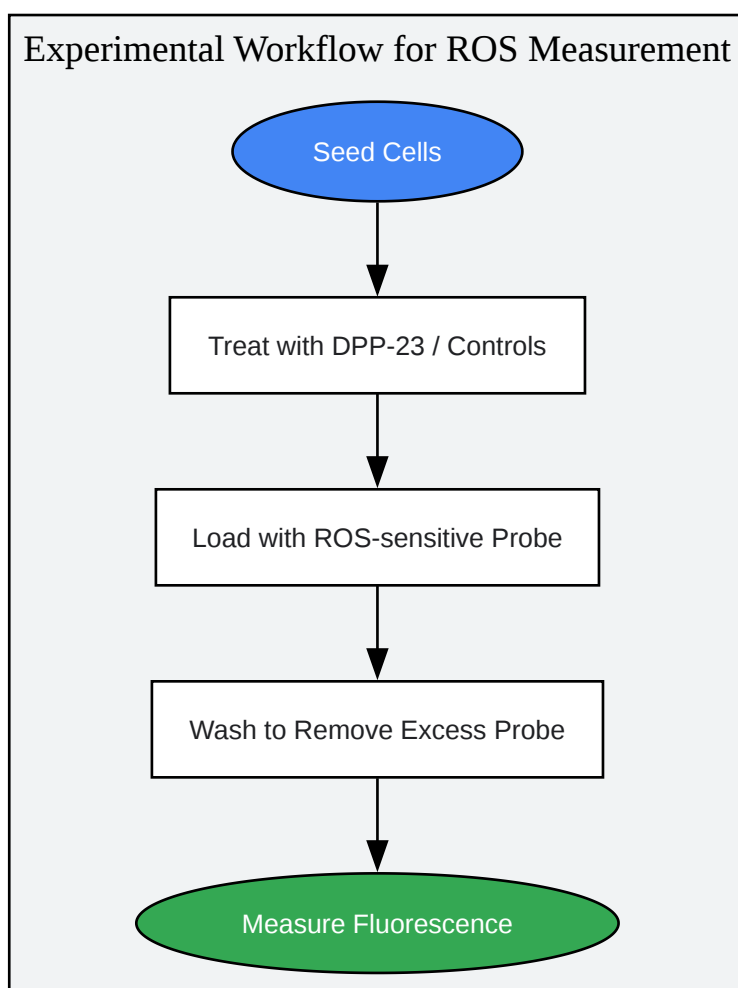 Experimental Workflow for ROS Measurement
Seed Cells
Treat with DPP-23 / Controls
Load with ROS-sensitive Probe
Wash to Remove Excess Probe
Measure Fluorescence